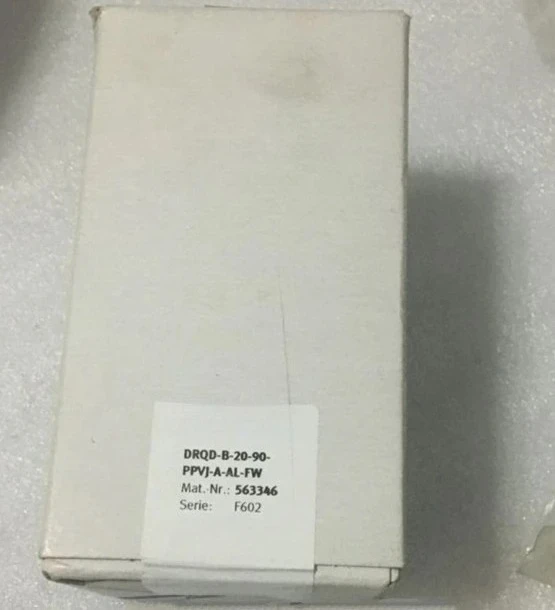 DRQD-B-20-90-
PPVJ-A-AL-FW
Mat.-Nr.: 563346
Serie: F602